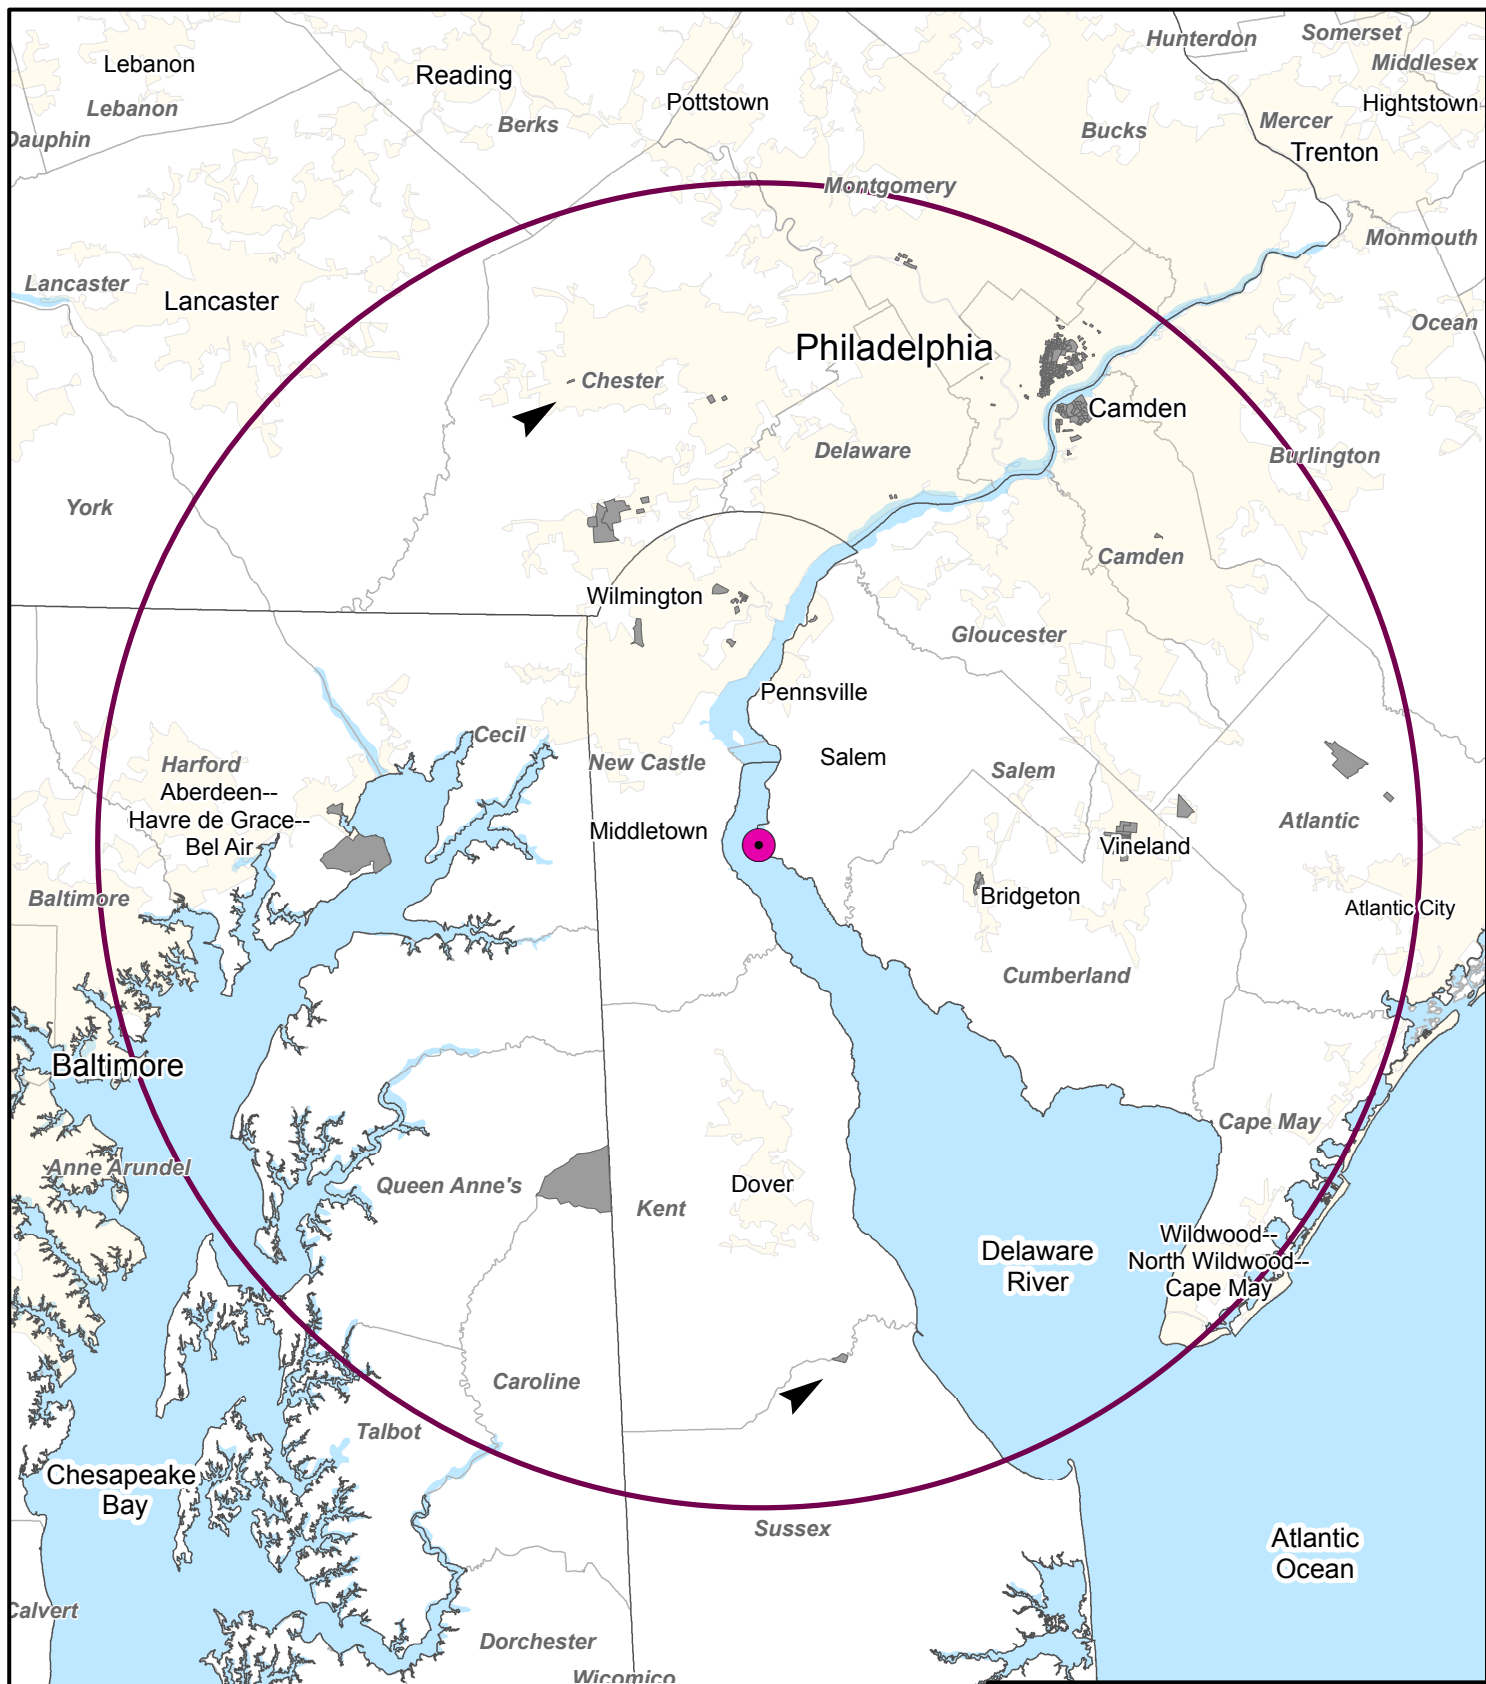 Hunterdon
Somerset
Middlesex
Lebanon
Reading
Pottstown
Hightstown
Lebanon
Berks
Bucks
Mercer
Dauphin
Trenton
Montgomery
Monmouth
Lancaster
Lancaster
Ocean
Philadelphia
Chester
Camden
Delaware
Burlington
York
Camden
Wilmington
Gloucester
Pennsville
Cecil
New Castle
Salem
Salem
Harford
Aberdeen--
Havre de Grace--
Bel Air
Middletown
Vineland
Atlantic
Baltimore
Bridgeton
Atlantic City
Cumberland
Baltimore
Cape May
Anne Arundel
Queen Anne's
Kent
Dover
Delaware
River
Wildwood--
North Wildwood--
Cape May
Caroline
Talbot
Chesapeake
Bay
Sussex
Atlantic
Ocean
Calvert
Dorchester
Wicomico